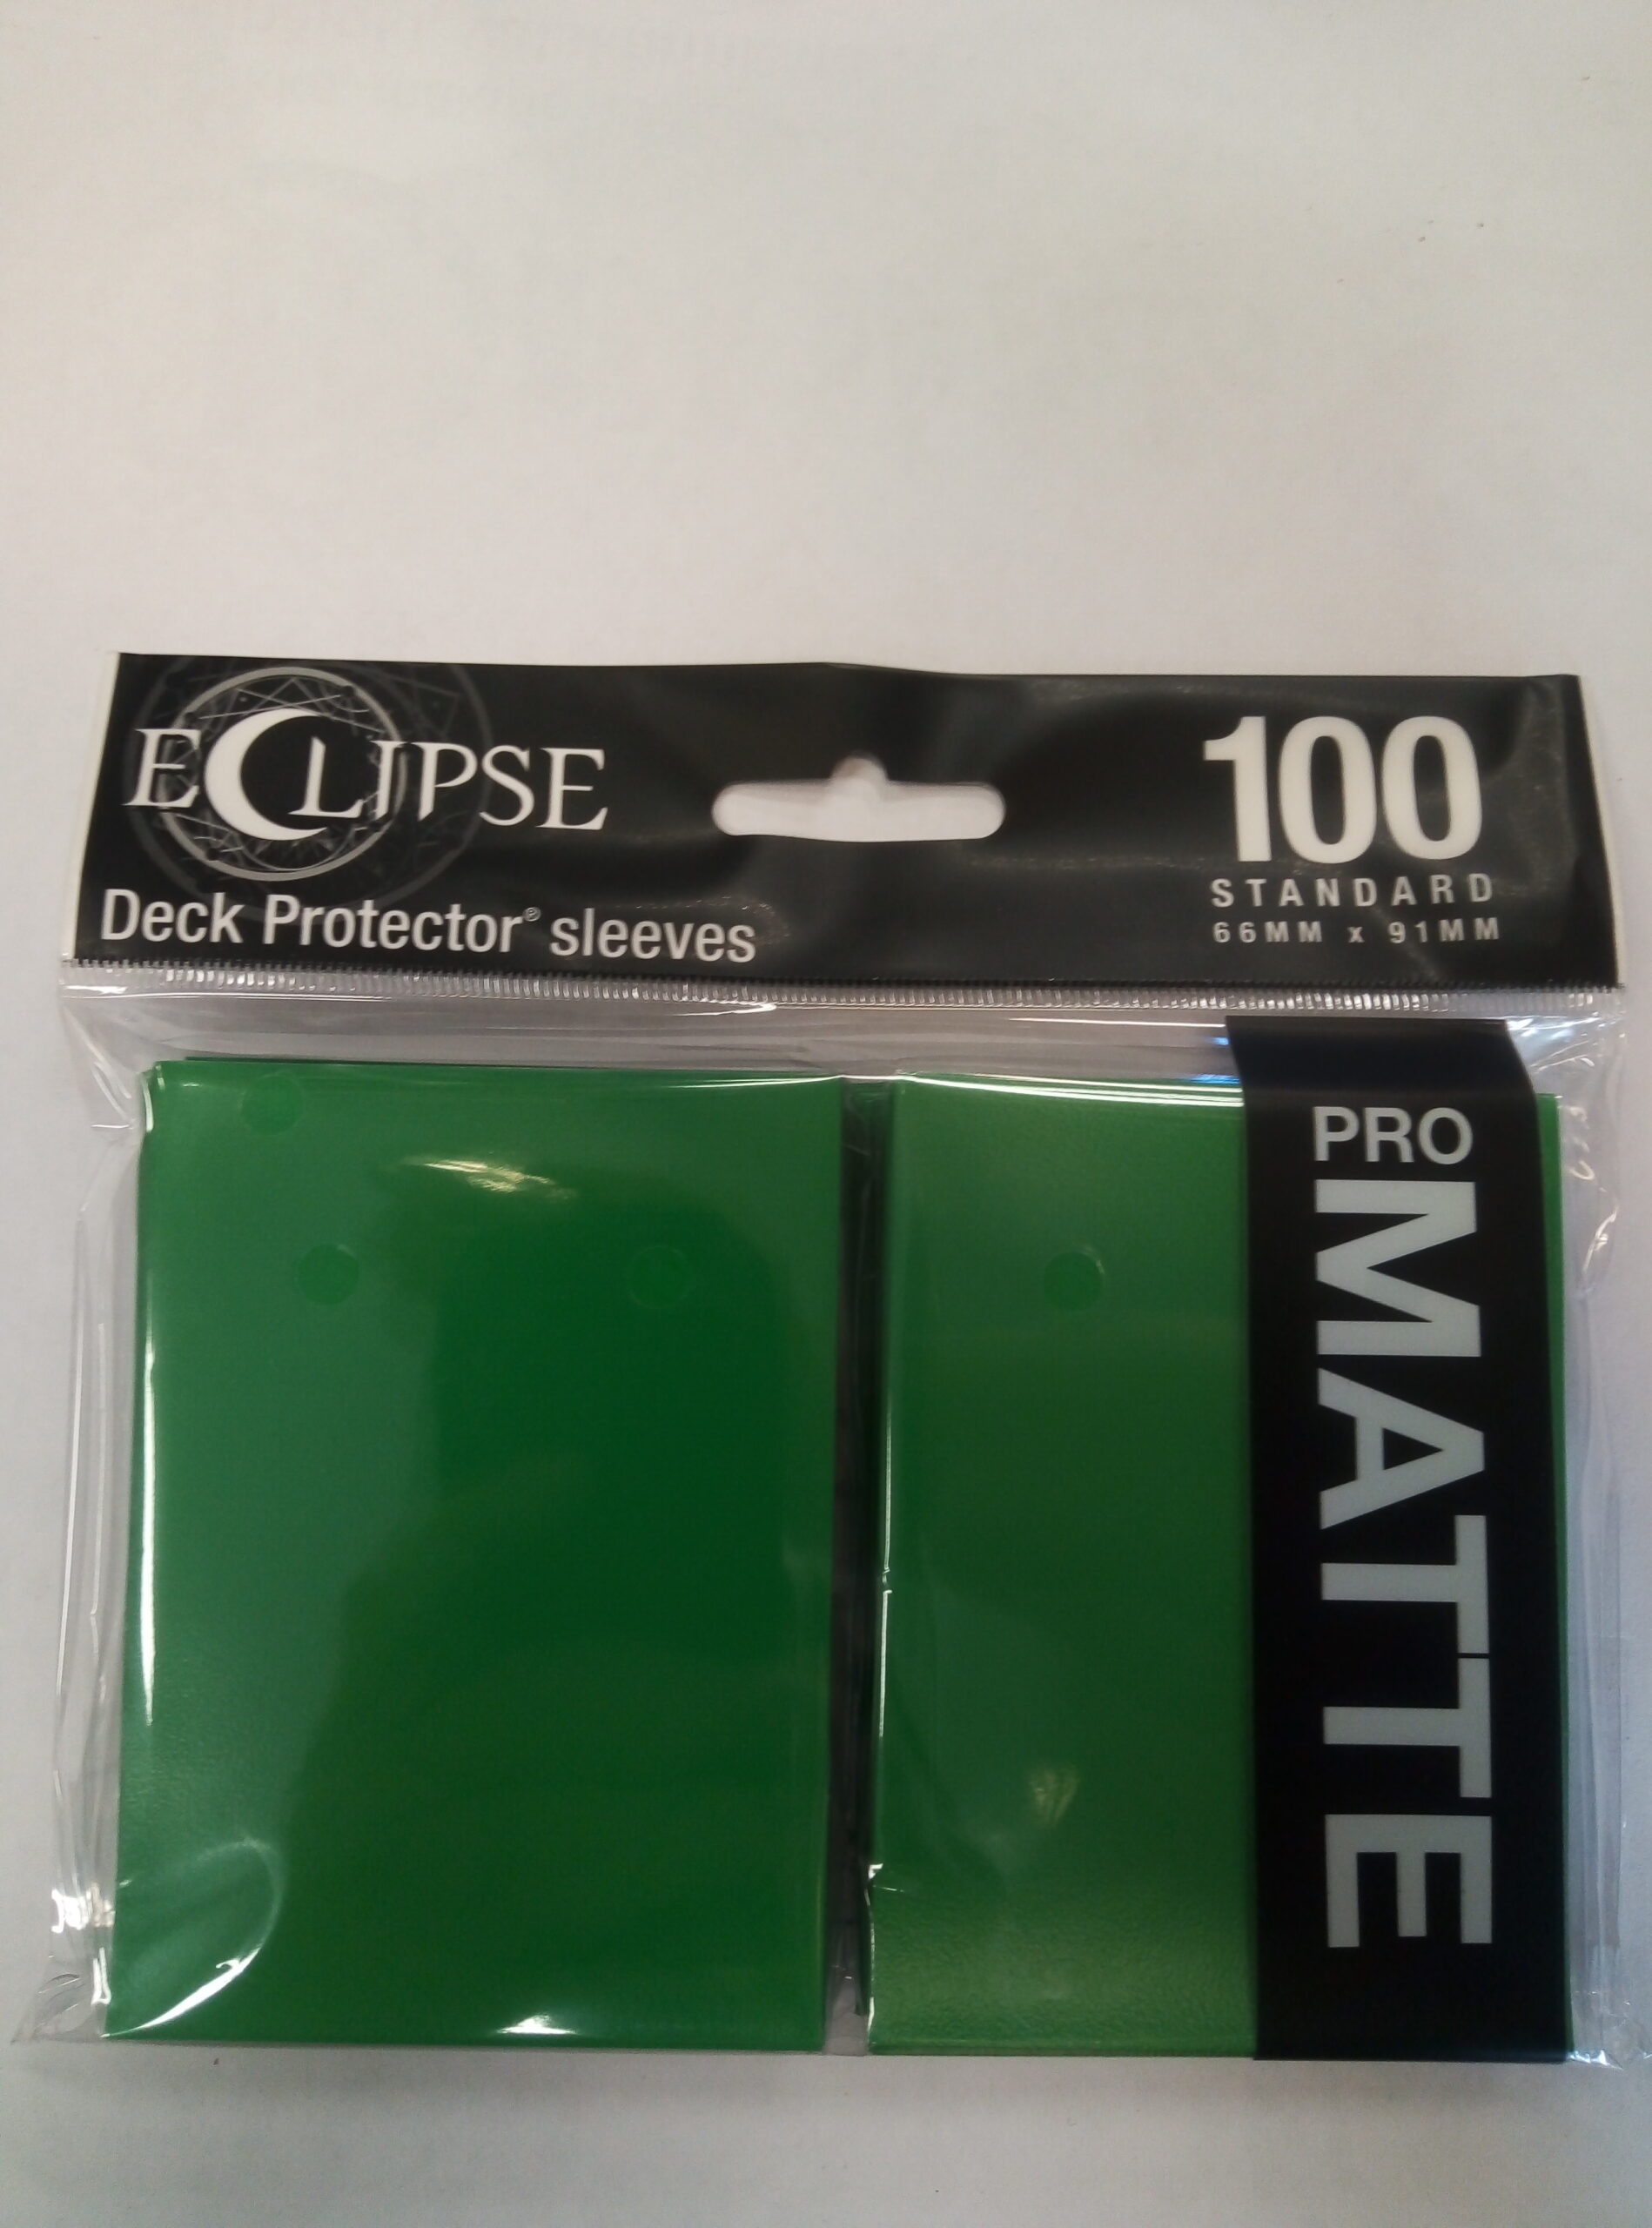 ECLIPSE
Deck Protector® sleeves
100
STANDARD
66MM x 91MM
PRO
MATTE